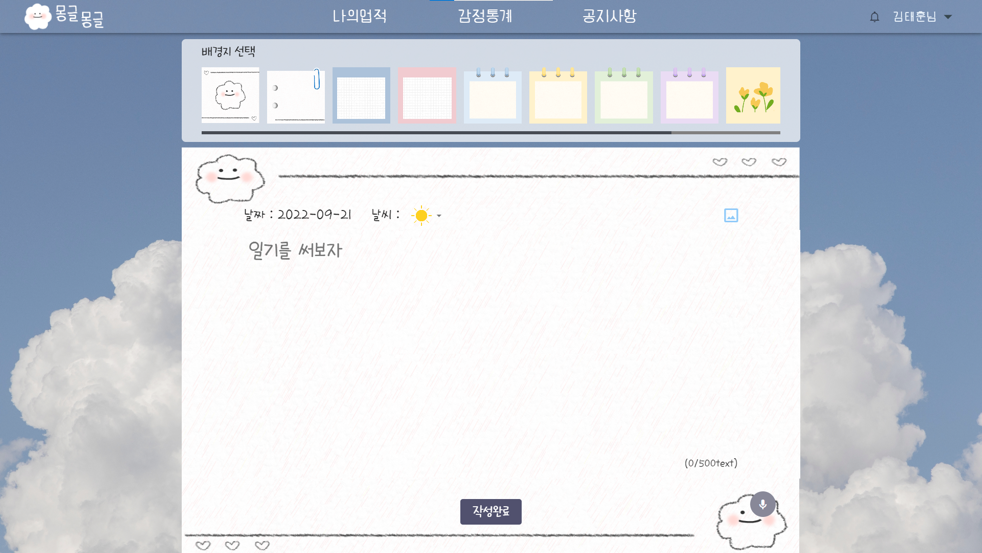 몽글몽글
나의업적 감정통계 공지사항
김태훈님
배경지 선택
날짜 : 2022-09-21 날씨 :
일기를 써보자
(0/500text)
작성완료